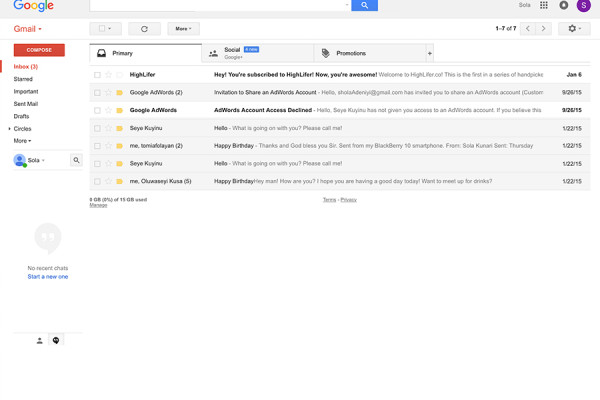 Google Sola S
Gmail More 1–7 of 7
COMPOSE Primary Social Promotions +
Google+
Inbox (3) HighLifer Hey! You're subscribed to HighLifer! Now, you're awesome! Welcome to HighLifer.co! This is the first in a series of handpicke Jan 6
Starred Google AdWords (2) Invitation to Share an AdWords Account - Hello, sholaAdeniyi@gmail.com has invited you to share an AdWords account (Custom 9/26/15
Important Google AdWords AdWords Account Access Declined - Hello, Seye Kuyinu has not given you access to an AdWords account. If you believe this 9/26/15
Sent Mail
Drafts Seye Kuyinu Hello - What is going on with you? Please call me! 1/22/15
Circles me, tomiafolayan (2) Happy Birthday - Thanks and God bless you Sir. Sent from my BlackBerry 10 smartphone. From: Sola Kunari Sent: Thursday 1/22/15
More
Sola Seye Kuyinu Hello - What is going on with you? Please call me! 1/22/15
me, Oluwaseyi Kusa (5) Happy BirthdayHey man! How are you? I hope you are having a good day today! Want to meet up for drinks? 1/22/15
0 GB (0%) of 15 GB used Terms - Privacy
Manage
No recent chats
Start a new one